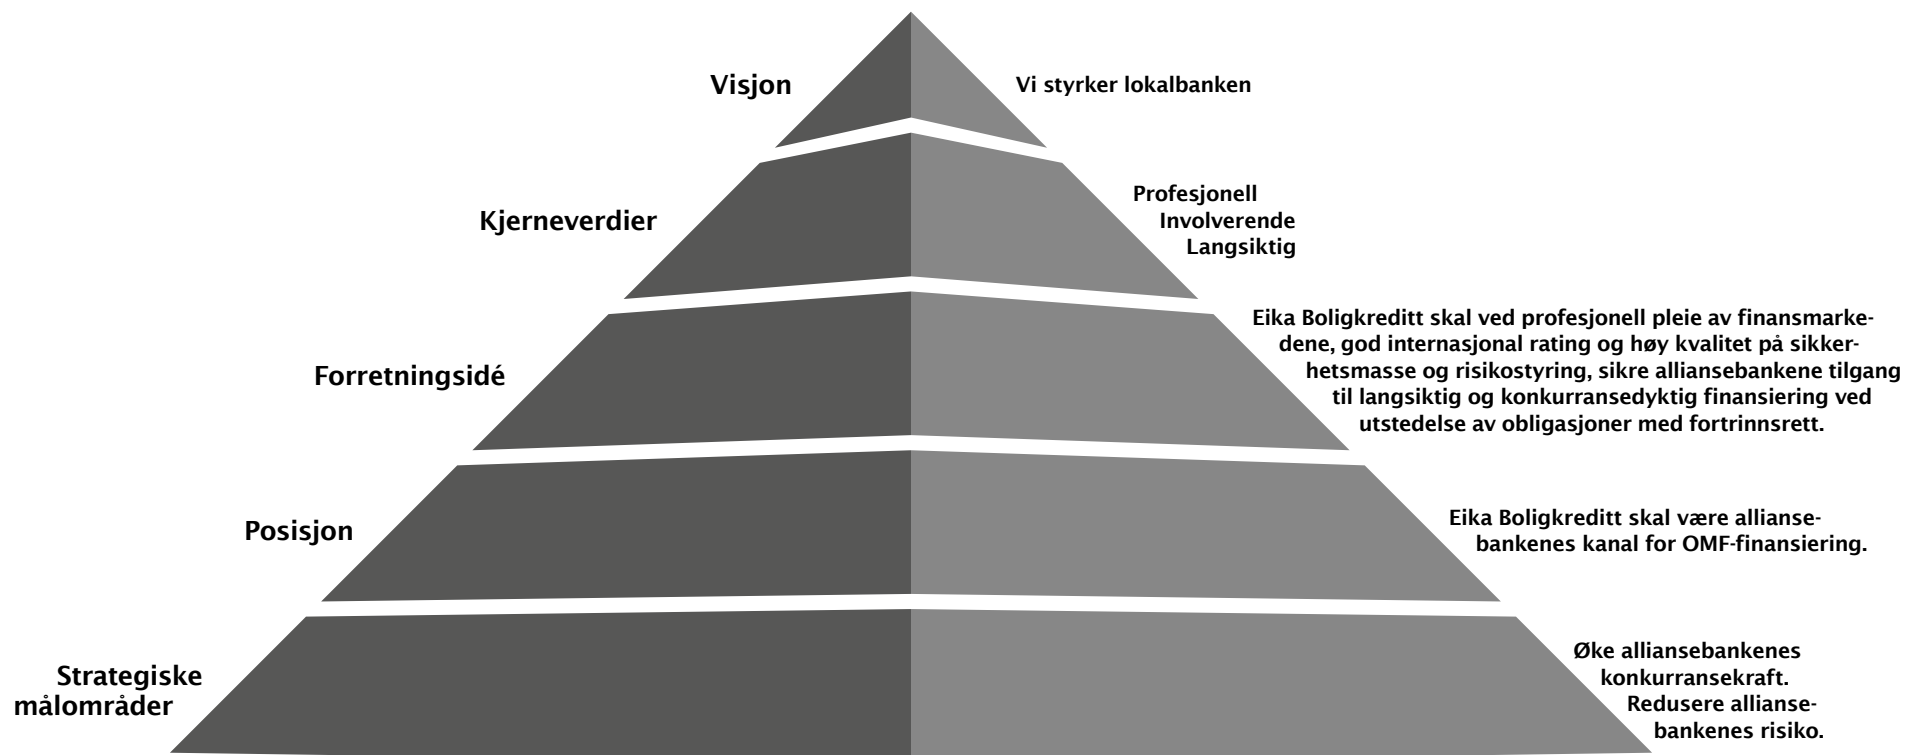 Visjon
Vi styrker lokalbanken
Kjerneverdier
Profesjonell
Involverende
Langsiktig
Forretningsidé
Eika Boligkreditt skal ved profesjonell pleie av finansmarke-
dene, god internasjonal rating og høy kvalitet på sikker-
hetsmasse og risikostyring, sikre alliansebankene tilgang
til langsiktig og konkurransedyktig finansiering ved
utstedelse av obligasjoner med fortrinnsrett.
Posisjon
Eika Boligkreditt skal være allianse-
bankenes kanal for OMF-finansiering.
Strategiske
målområder
Øke alliansebankenes
konkurransekraft.
Redusere allianse-
bankenes risiko.